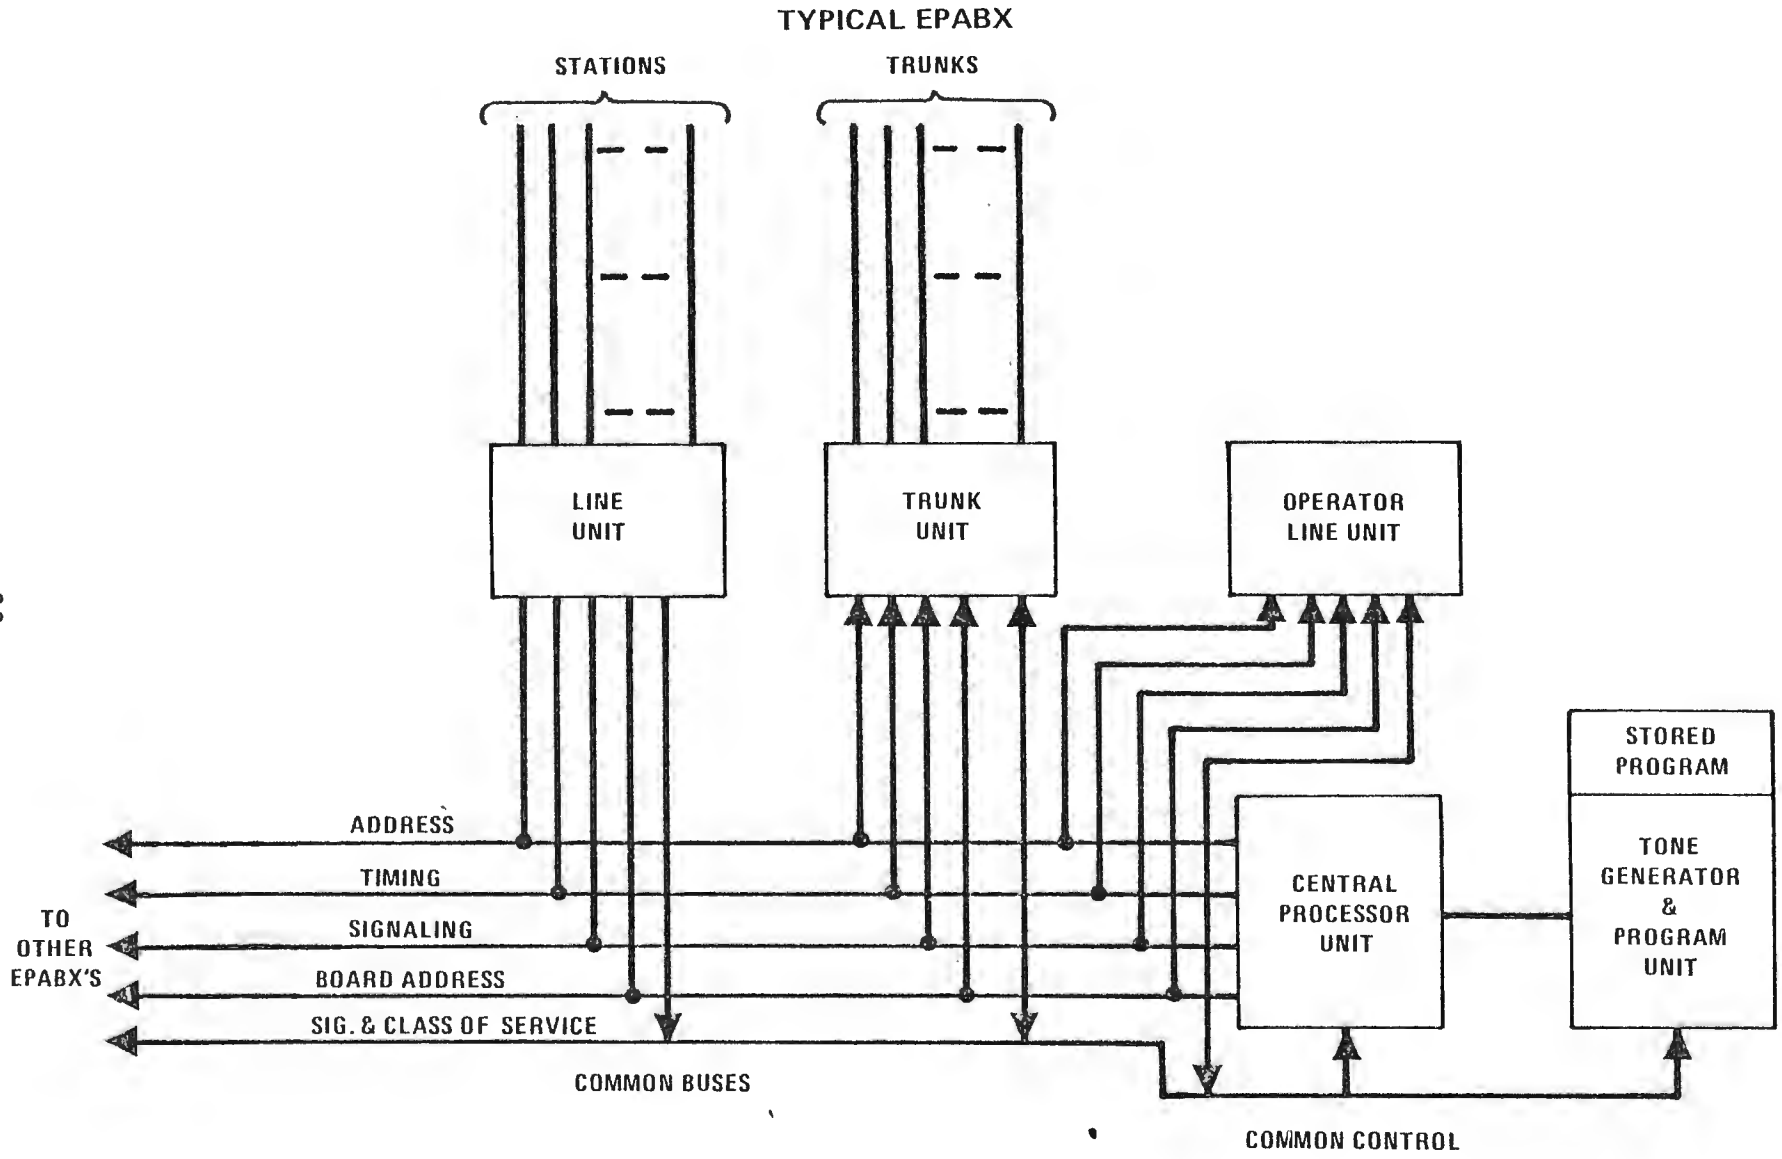 TYPICAL EPABX
STATIONS
TRUNKS
LINE
UNIT
TRUNK
UNIT
OPERATOR
LINE UNIT
STORED
PROGRAM
TONE
GENERATOR
&
PROGRAM
UNIT
CENTRAL
PROCESSOR
UNIT
ADDRESS
TIMING
SIGNALING
BOARD ADDRESS
SIG. & CLASS OF SERVICE
TO
OTHER
EPABX'S
COMMON BUSES
COMMON CONTROL